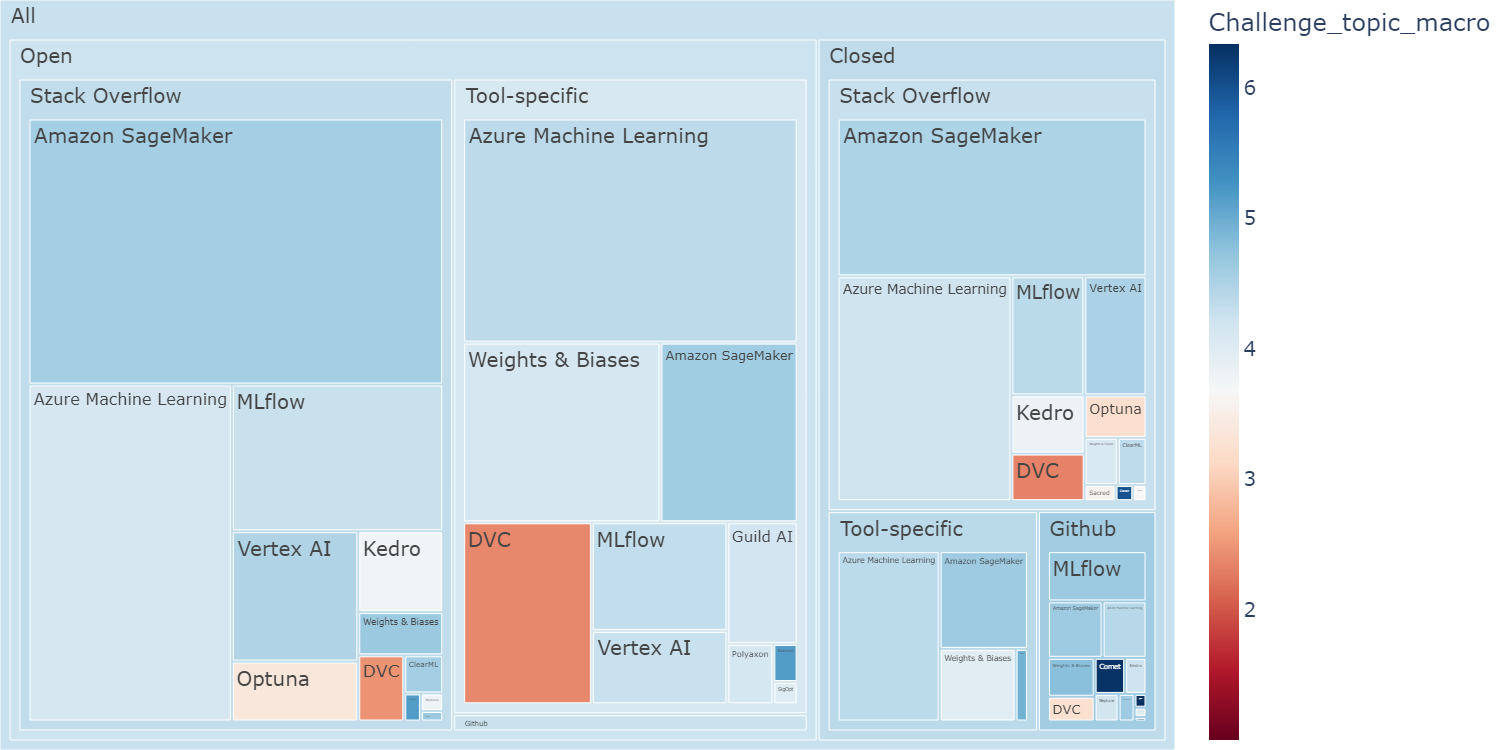 All
Open
Stack Overflow
Amazon SageMaker
Azure Machine Learning
MLflow
Vertex AI
Kedro
Weights & Biases
Optuna
DVC
ClearML
Tool-specific
Azure Machine Learning
Weights & Biases
Amazon SageMaker
DVC
MLflow
Guild AI
Vertex AI
Polyaxon
SigOpt
Github
Closed
Stack Overflow
Amazon SageMaker
Azure Machine Learning
MLflow
Vertex AI
Kedro
Optuna
DVC
Weights & Biases
ClearML
Sacred
Comet
Tool-specific
Azure Machine Learning
Amazon SageMaker
Weights & Biases
Github
MLflow
Amazon SageMaker
Azure Machine Learning
Weights & Biases
Comet
Kedro
DVC
Neptune
Challenge_topic_macro
6
5
4
3
2